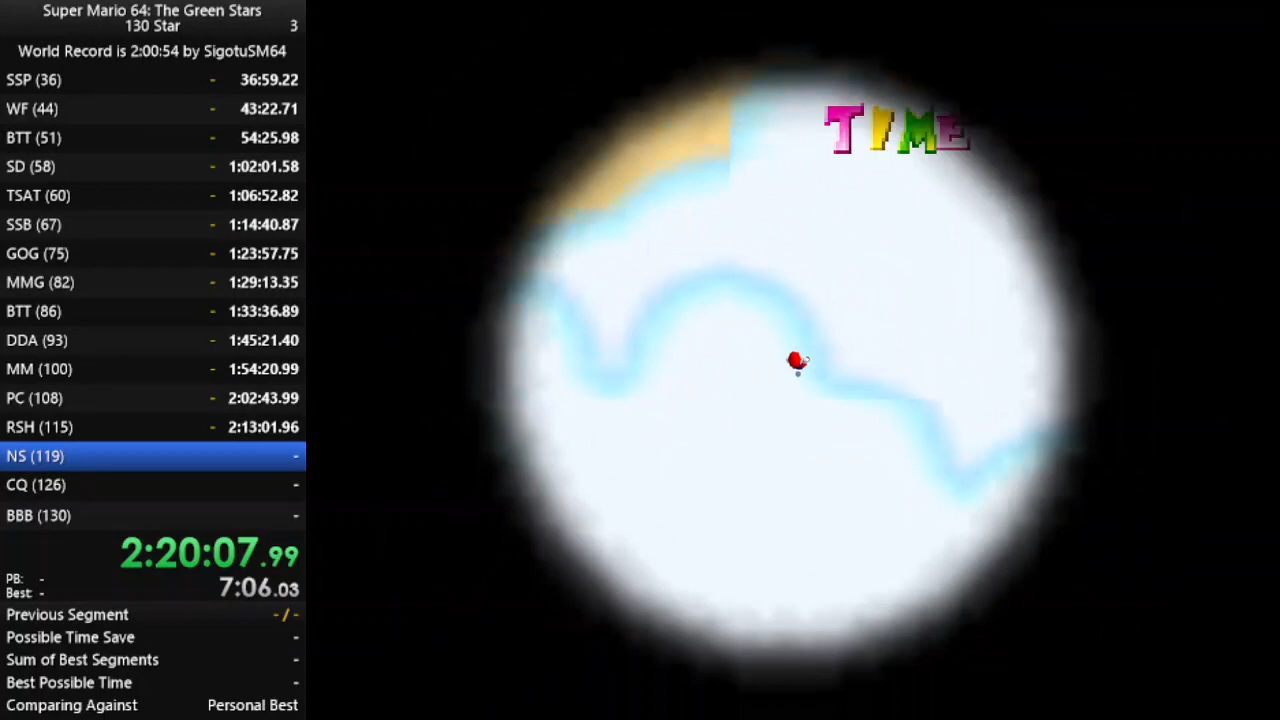 Super Mario 64: The Green Stars
130 Star 3
World Record is 2:00:54 by SigotuSM64
SSP (36) - 36:59.22
WF (44) - 43:22.71
BTT (51) - 54:25.98
SD (58) - 1:02:01.58
TSAT (60) - 1:06:52.82
SSB (67) - 1:14:40.87
GOG (75) - 1:23:57.75
MMG (82) - 1:29:13.35
BTT (86) - 1:33:36.89
DDA (93) - 1:45:21.40
MM (100) - 1:54:20.99
PC (108) - 2:02:43.99
RSH (115) - 2:13:01.96
NS (119) -
CQ (126) -
BBB (130) -
2:20:07.99
PB: -
Best: - 7:06.03
Previous Segment - / -
Possible Time Save -
Sum of Best Segments -
Best Possible Time -
Comparing Against Personal Best
TIME